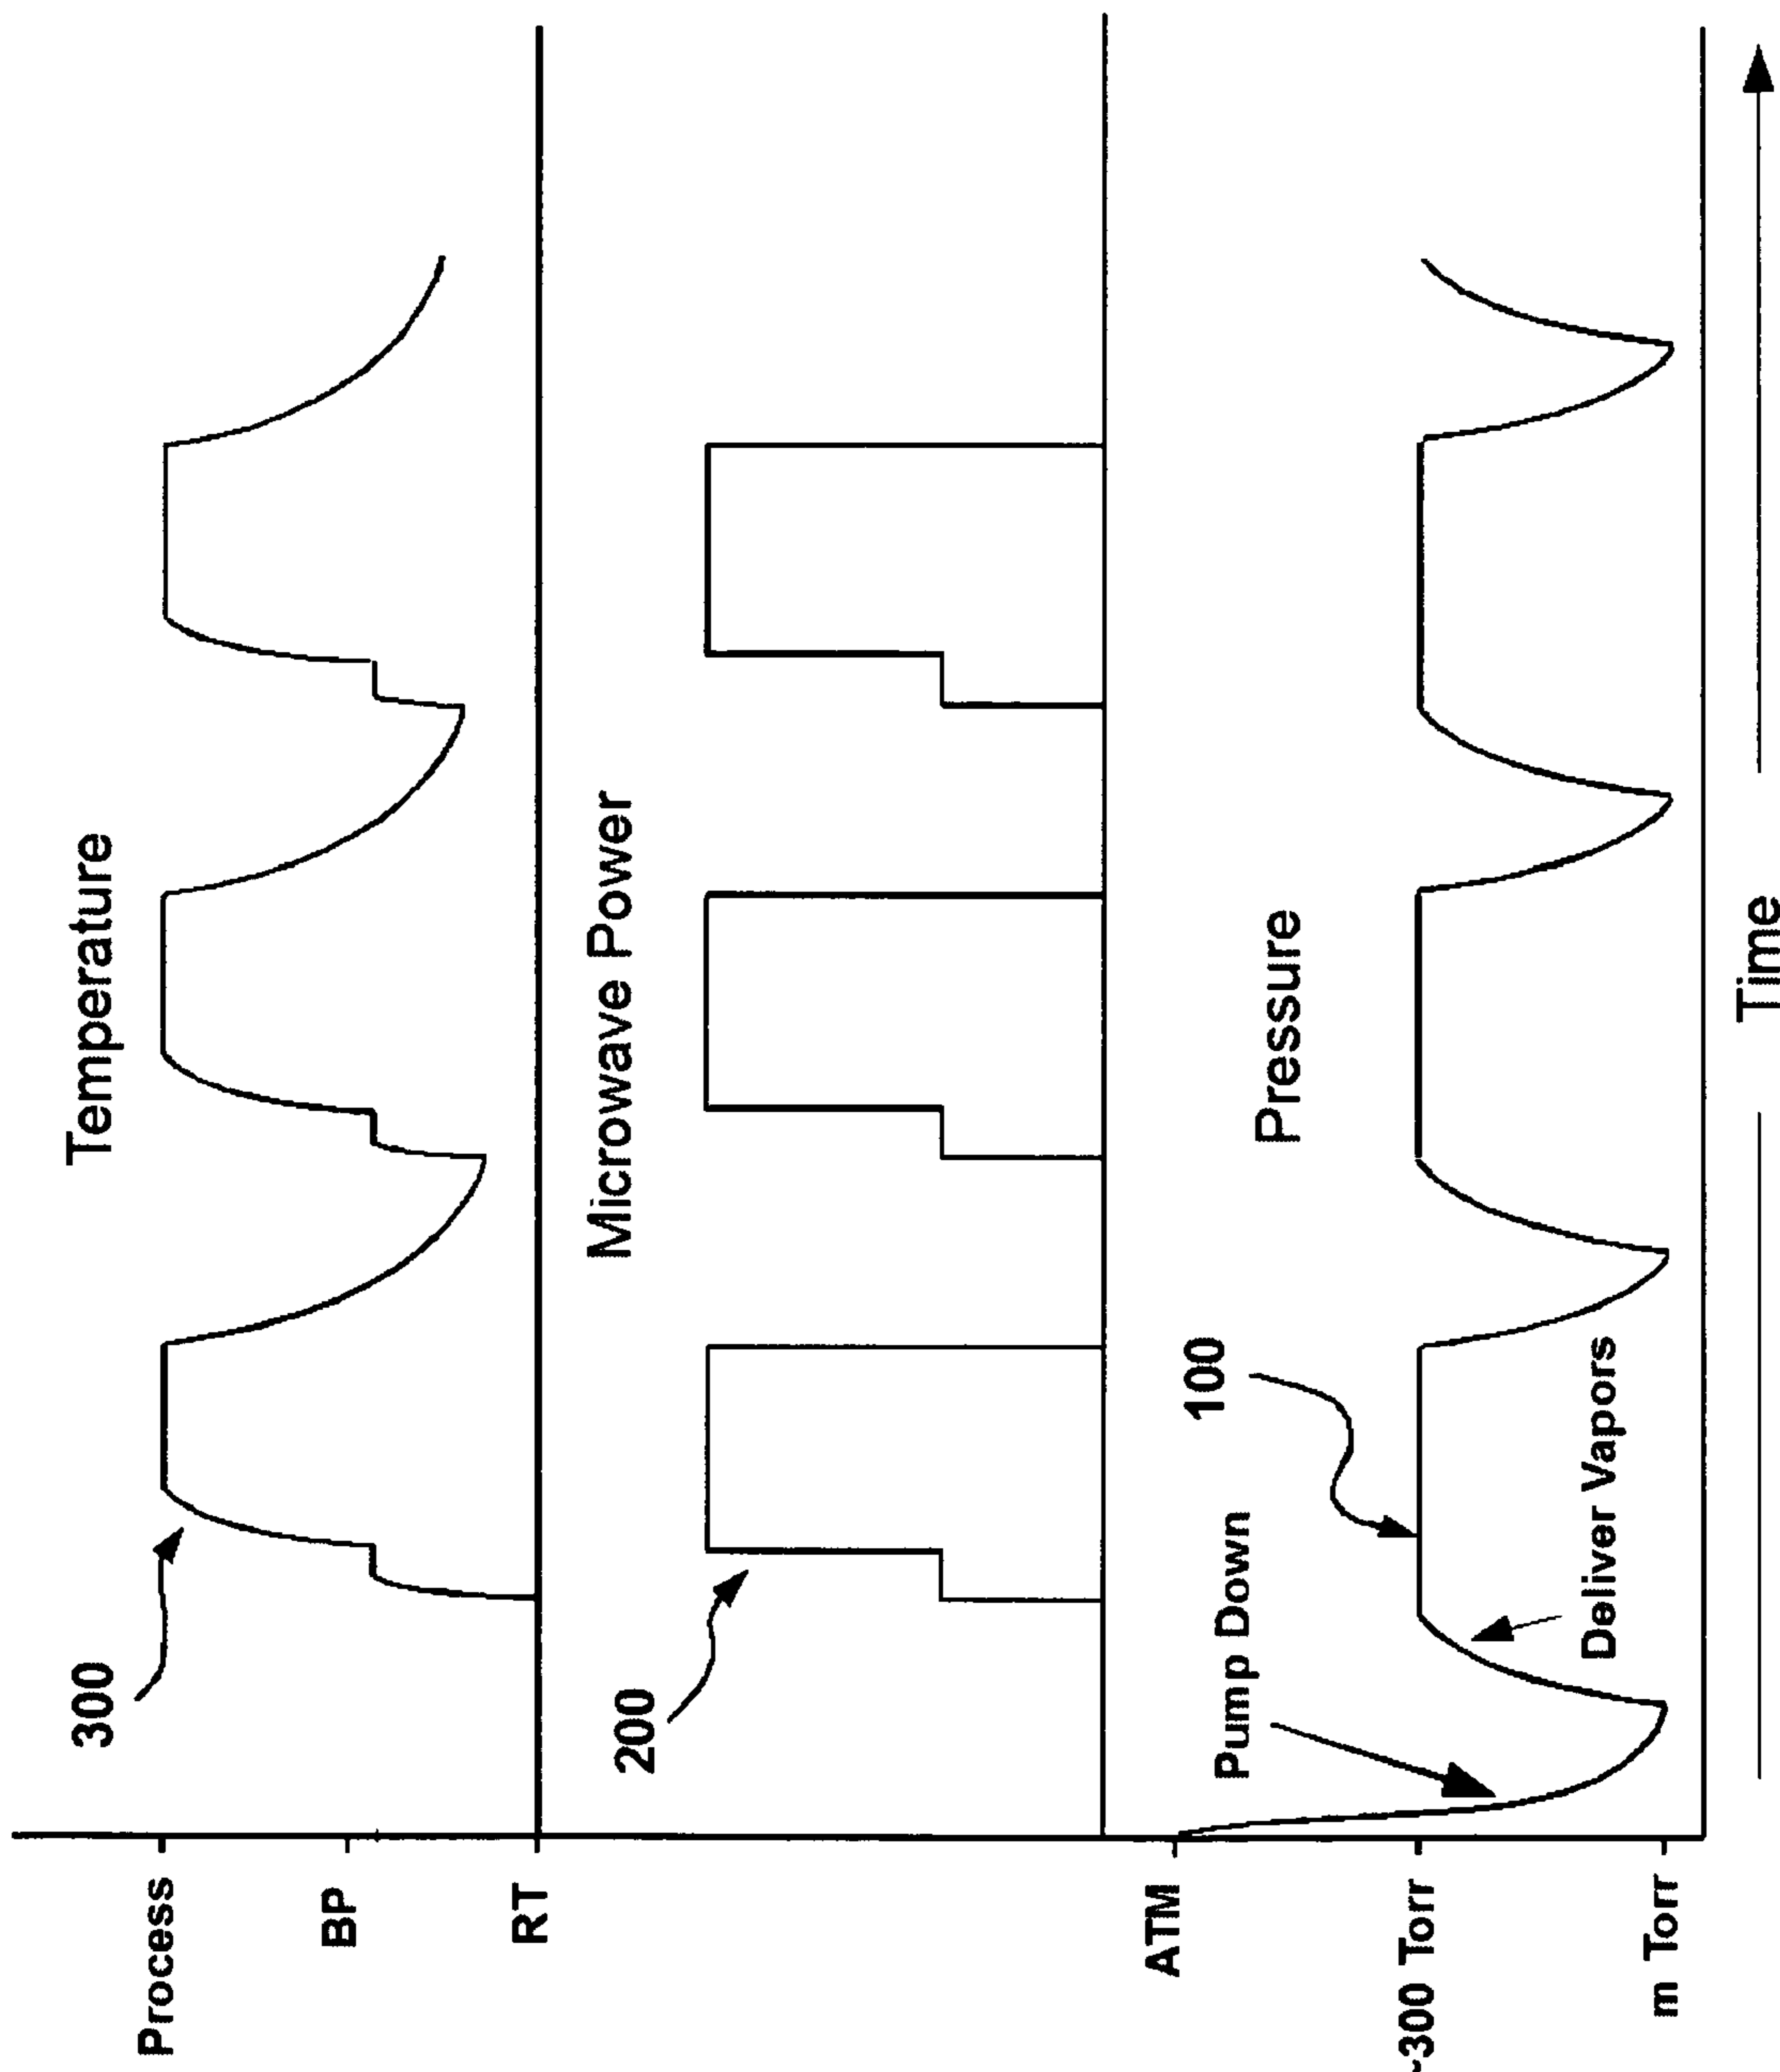 Temperature
300
Process
BP
RT
Microwave Power
200
Pressure
ATM
Pump Down
100
~300 Torr
Deliver Vapors
m Torr
Time